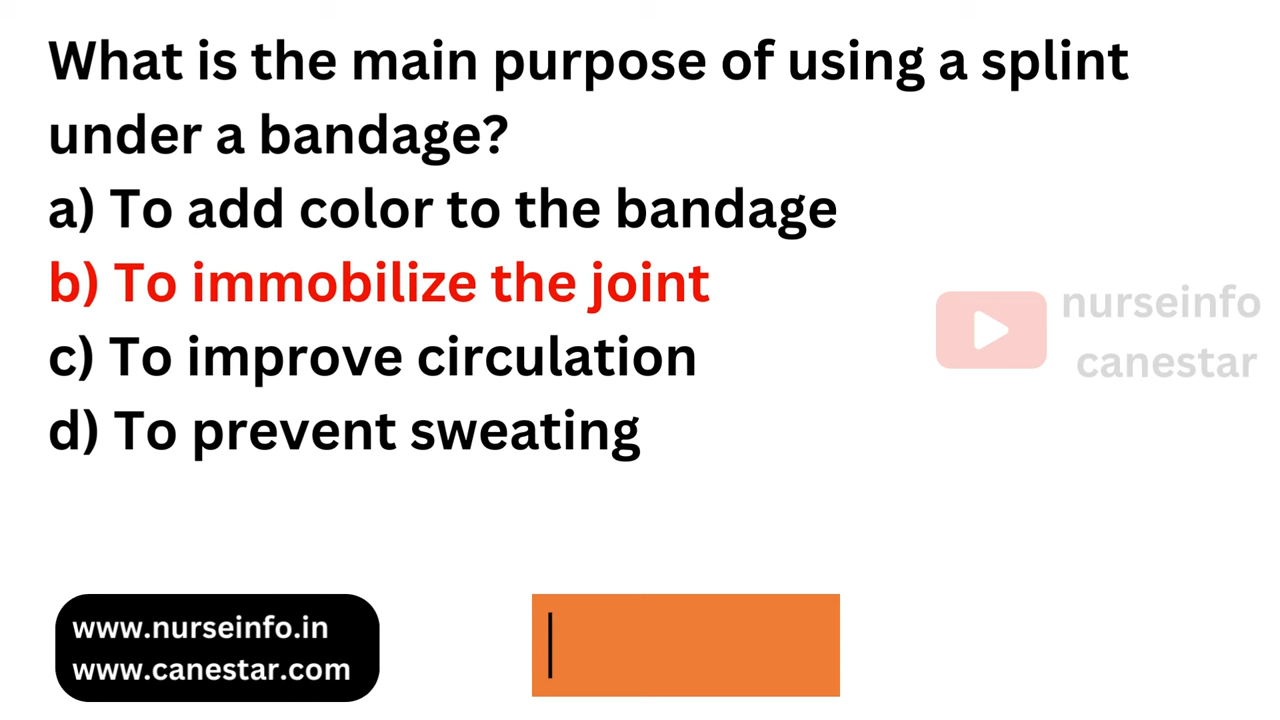 What is the main purpose of using a splint
under a bandage?
a) To add color to the bandage
b) To immobilize the joint
c) To improve circulation
d) To prevent sweating
nurseinfo
canestar
www.nurseinfo.in
www.canestar.com